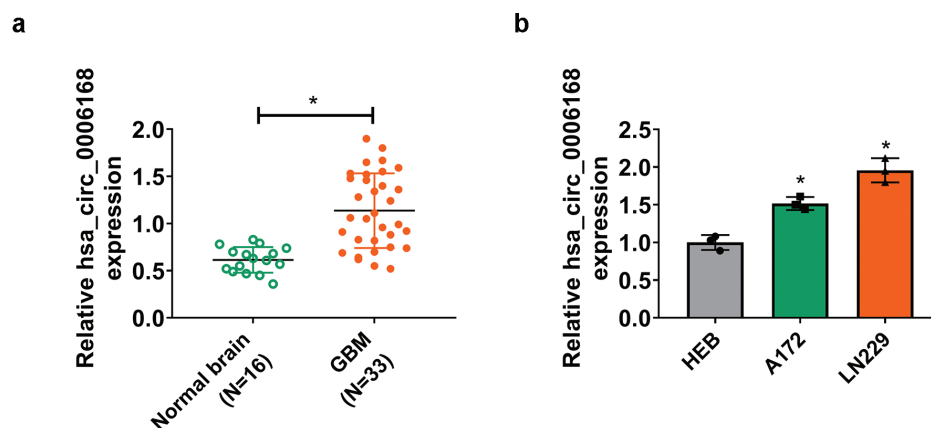 a
Relative hsa_circ_0006168
expression
*
2.0
1.5
1.0
0.5
0.0
Normal brain
(N=16)
GBM
(N=33)
b
Relative hsa_circ_0006168
expression
2.5
2.0
1.5
1.0
0.5
0.0
*
*
HEB
A172
LN229